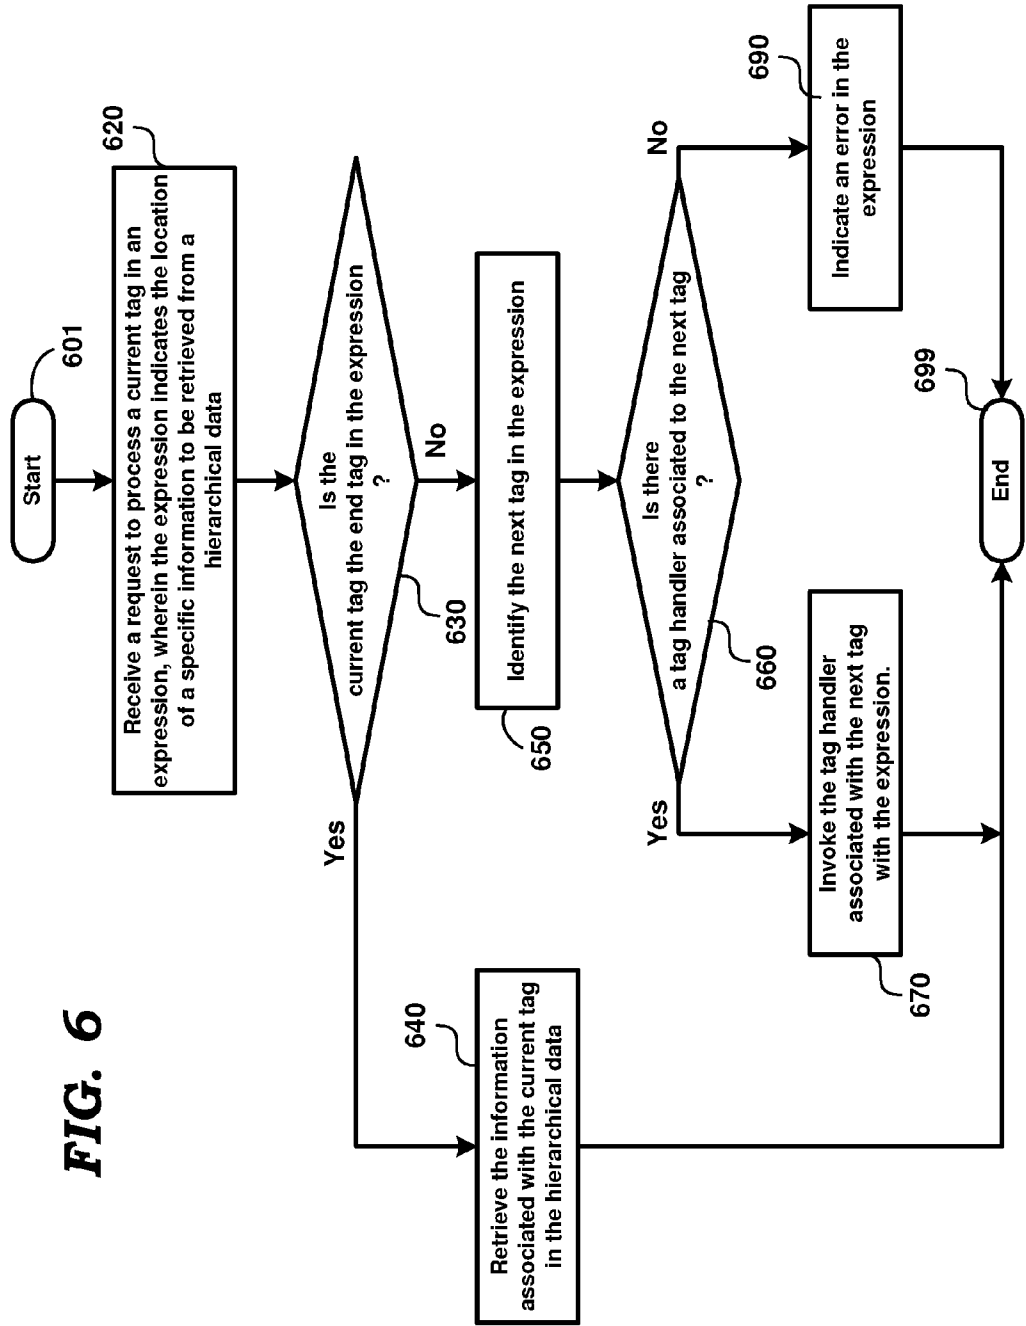 FIG. 6
Start
601
620
Receive a request to process a current tag in an
expression, wherein the expression indicates the location
of a specific information to be retrieved from a
hierarchical data
Is the
current tag the end tag in the expression
?
630
Yes
No
640
Retrieve the information
associated with the current tag
in the hierarchical data
Identify the next tag in the expression
650
Is there
a tag handler associated to the next tag
?
660
Yes
No
Invoke the tag handler
associated with the next tag
with the expression.
670
690
Indicate an error in the
expression
699
End